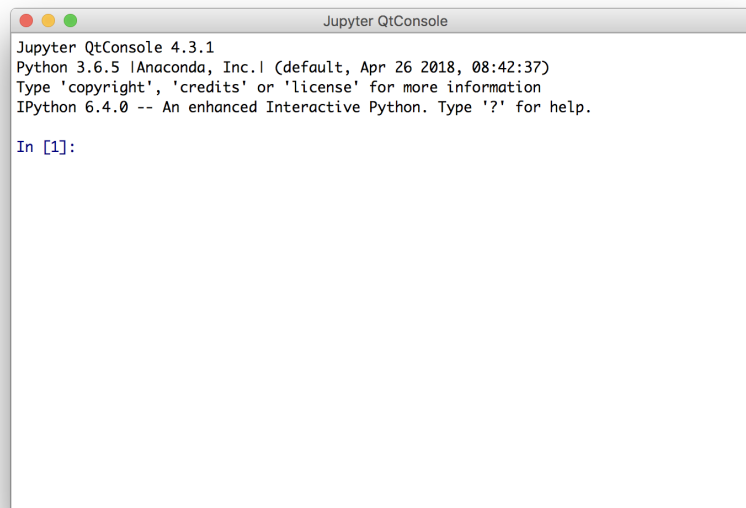 Jupyter QtConsole
Jupyter QtConsole 4.3.1
Python 3.6.5 |Anaconda, Inc.| (default, Apr 26 2018, 08:42:37)
Type 'copyright', 'credits' or 'license' for more information
IPython 6.4.0 -- An enhanced Interactive Python. Type '?' for help.
In [1]: